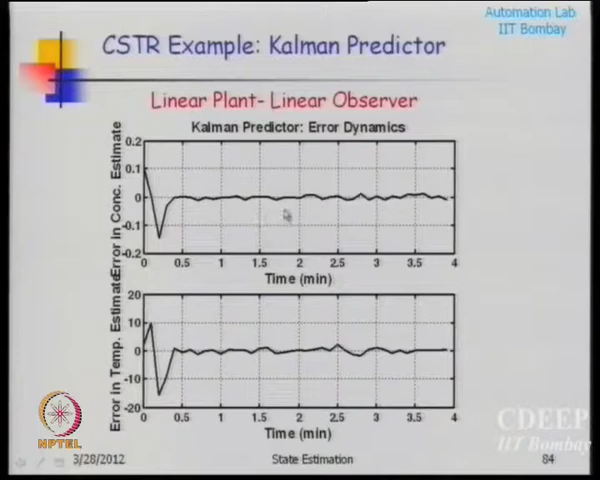 Automation Lab
IIT Bombay
CSTR Example: Kalman Predictor
Linear Plant- Linear Observer
Kalman Predictor: Error Dynamics
Error in Conc. Estimate
0.2
0.1
0
-0.1
-0.2
0 0.5 1 1.5 2 2.5 3 3.5 4
Time (min)
Error in Temp. Estimate
20
10
0
-10
-20
0 0.5 1 1.5 2 2.5 3 3.5 4
Time (min)
NPTEL
CDEEP
IIT Bombay
3/28/2012
State Estimation
84